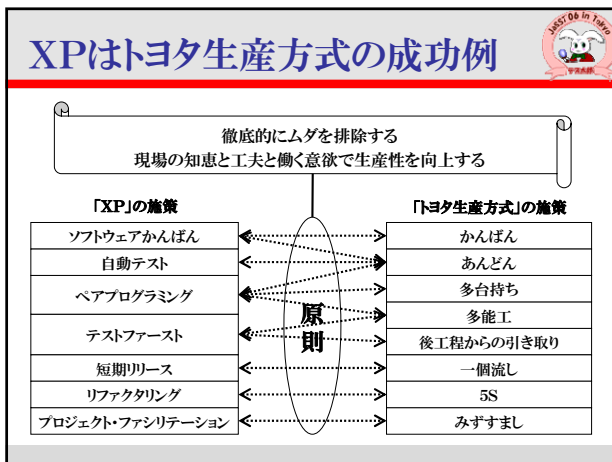 XPはトヨタ生産方式の成功例
JaSST'06 in Tokyo
徹底的にムダを排除する
現場の知恵と工夫と働く意欲で生産性を向上する
「XP」の施策
「トヨタ生産方式」の施策
ソフトウェアかんばん
かんばん
自動テスト
あんどん
ペアプログラミング
多台持ち
多能工
テストファースト
後工程からの引き取り
短期リリース
一個流し
リファクタリング
5S
プロジェクト・ファシリテーション
みずすまし
原
則